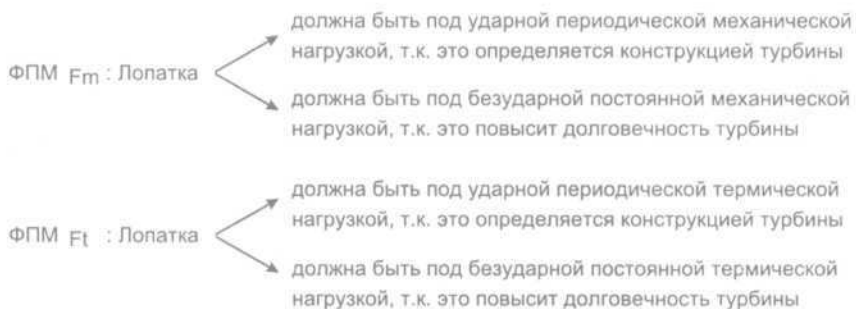 должна быть под ударной периодической механической
нагрузкой, т.к. это определяется конструкцией турбины
ФПМ Fm : Лопатка
должна быть под безударной постоянной механической
нагрузкой, т.к. это повысит долговечность турбины
должна быть под ударной периодической термической
нагрузкой, т.к. это определяется конструкцией турбины
ФПМ Ft : Лопатка
должна быть под безударной постоянной термической
нагрузкой, т.к. это повысит долговечность турбины